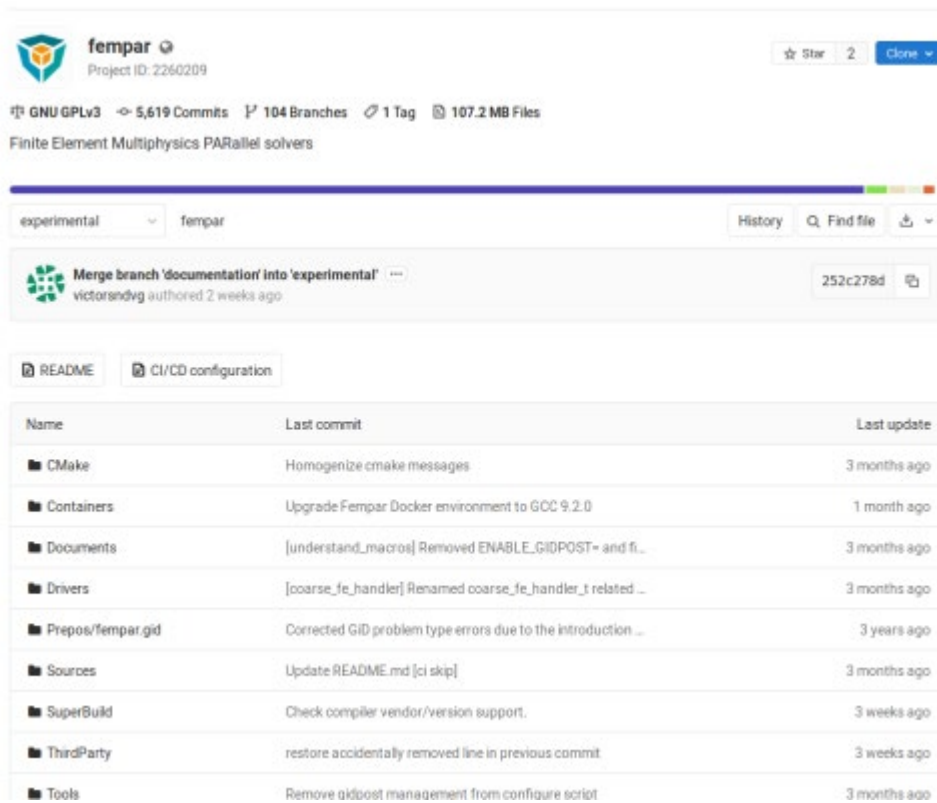 fempar
Star 2 Clone
Project ID: 2260209
GNU GPLv3 5,619 Commits 104 Branches 1 Tag 107.2 MB Files
Finite Element Multiphysics PARallel solvers
experimental fempar History Find file
Merge branch 'documentation' into 'experimental' ...
victorsndvg authored 2 weeks ago
252c278d
README CI/CD configuration
Name Last commit Last update
CMake Homogenize cmake messages 3 months ago
Containers Upgrade Fempar Docker environment to GCC 9.2.0 1 month ago
Documents [understand_macros] Removed ENABLE_GIDPOST= and fi... 3 months ago
Drivers [coarse_fe_handler] Renamed coarse_fe_handler_t related ... 3 months ago
Prepos/fempar.gid Corrected GiD problem type errors due to the introduction ... 3 years ago
Sources Update README.md [ci skip] 3 months ago
SuperBuild Check compiler vendor/version support. 3 weeks ago
ThirdParty restore accidentally removed line in previous commit 3 weeks ago
Tools Remove gidpost management from configure script 3 months ago